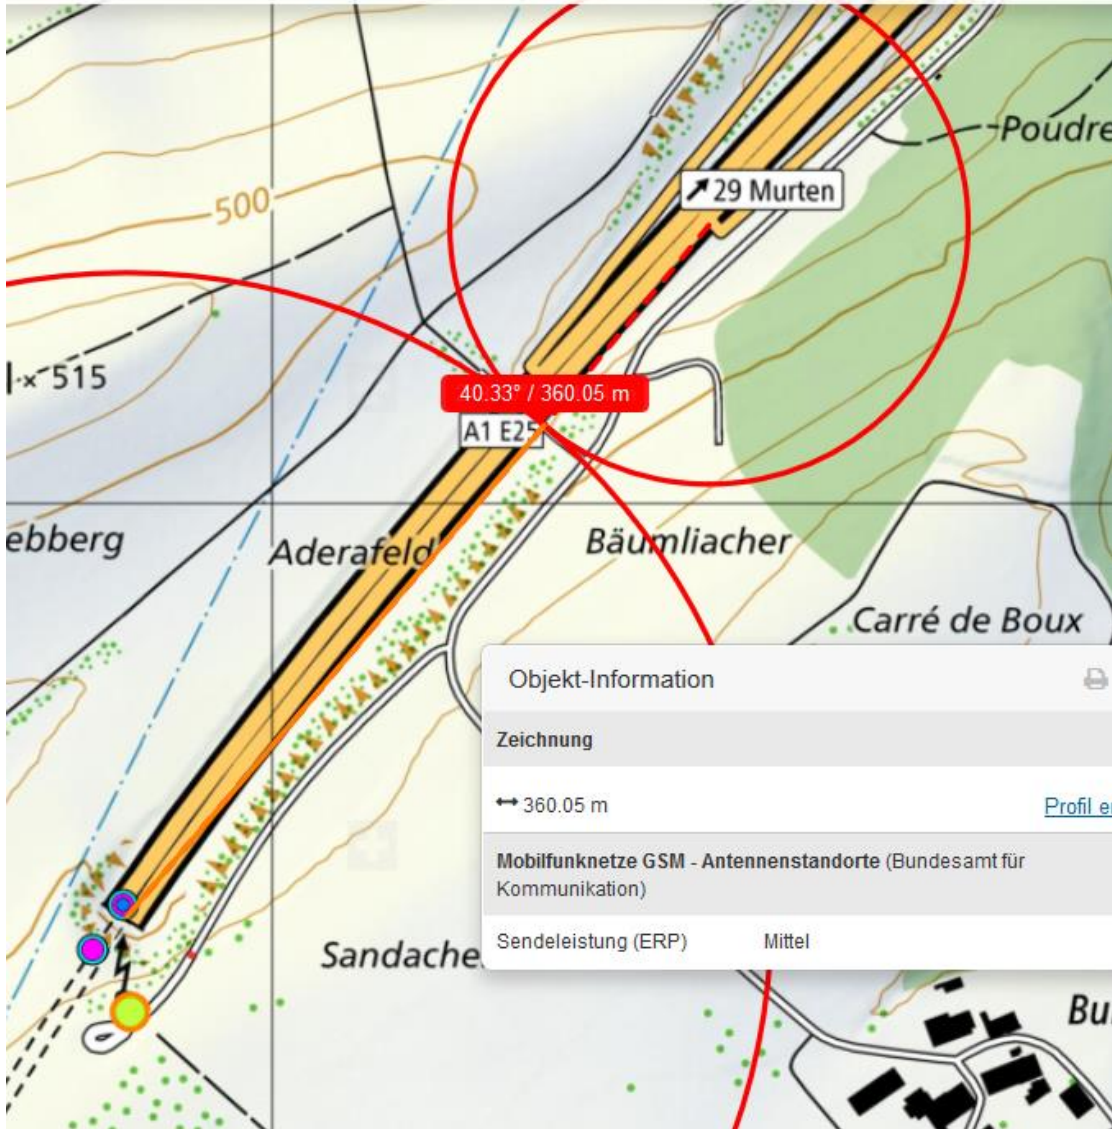 Poudre
29 Murten
500
515
40.33° / 360.05 m
A1 E25
ebberg
Aderafeld
Bäumliacher
Carré de Boux
Objekt-Information
Zeichnung
360.05 m
Profil er
Mobilfunknetze GSM - Antennenstandorte (Bundesamt für
Kommunikation)
Sendeleistung (ERP) Mittel
Sandache
Bu